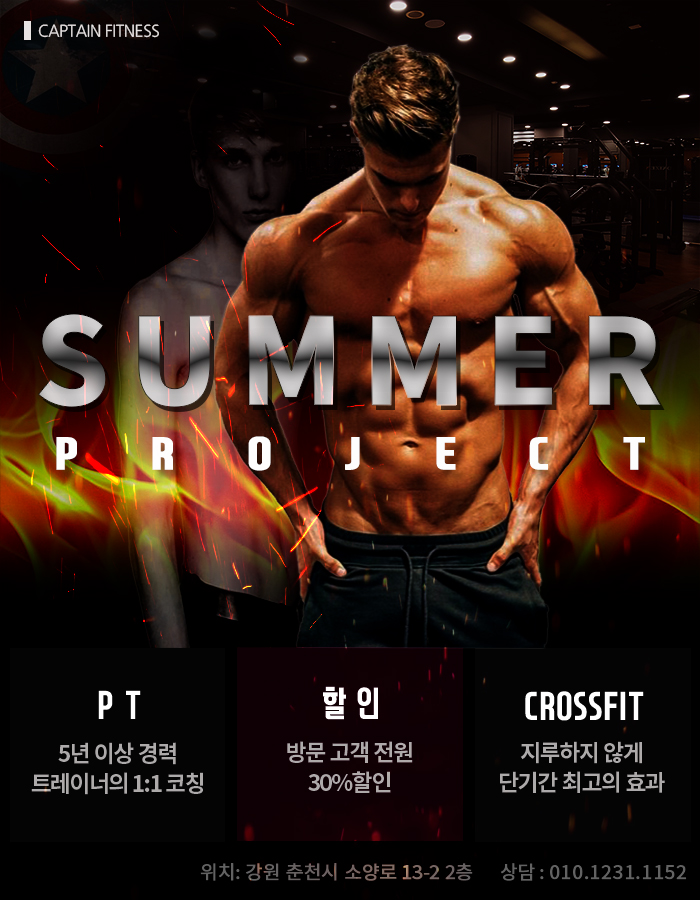 CAPTAIN FITNESS
SUMMER
PROJECT
PT
5년 이상 경력
트레이너의 1:1 코칭
할인
방문 고객 전원
30%할인
CROSSFIT
지루하지 않게
단기간 최고의 효과
위치: 강원 춘천시 소양로 13-2 2층 상담 : 010.1231.1152